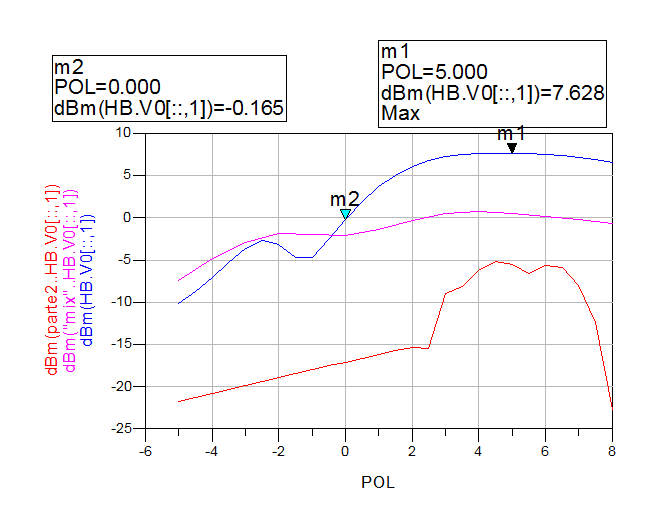 m1
POL=5.000
dBm(HB.V0[::,1])=7.628
Max
m2
POL=0.000
dBm(HB.V0[::,1])=-0.165
m1
m2
10
5
0
-5
-10
-15
-20
-25
-6
-4
-2
0
2
4
6
8
POL
dBm(parte2..HB.V0[::,1])
dBm("mix"..HB.V0[::,1])
dBm(HB.V0[::,1])